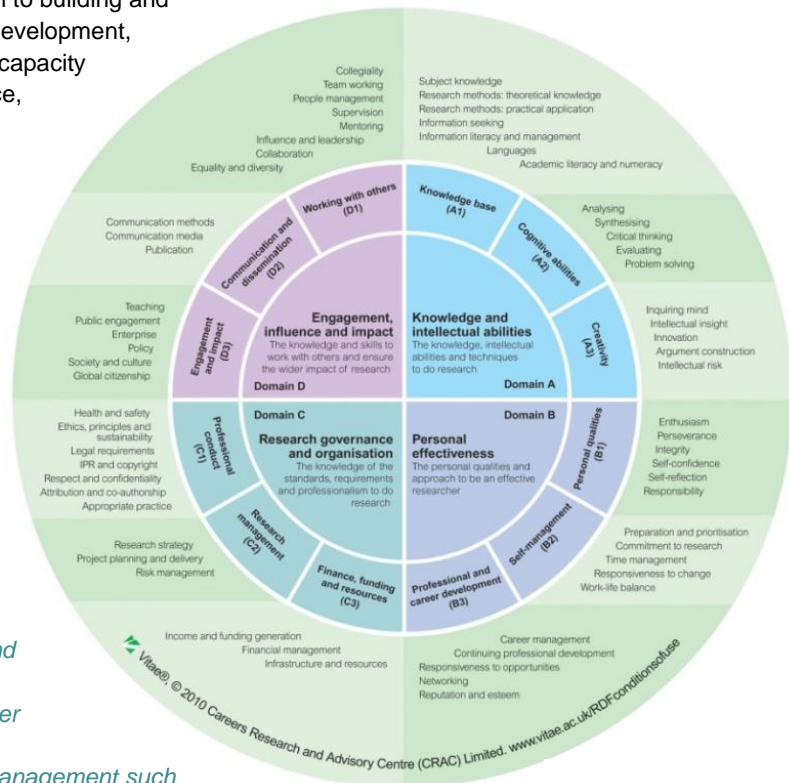 n to building and
evelopment,
capacity
ce,
Collegiality
Team working
People management
Supervision
Mentoring
Influence and leadership
Collaboration
Equality and diversity
Subject knowledge
Research methods: theoretical knowledge
Research methods: practical application
Information seeking
Information literacy and management
Languages
Academic literacy and numeracy
Communication methods
Communication media
Publication
Analysing
Synthesising
Critical thinking
Evaluating
Problem solving
Teaching
Public engagement
Enterprise
Policy
Society and culture
Global citizenship
Inquiring mind
Intellectual insight
Innovation
Argument construction
Intellectual risk
Health and safety
Ethics, principles and
sustainability
Legal requirements
IPR and copyright
Respect and confidentiality
Attribution and co-authorship
Appropriate practice
Enthusiasm
Perseverance
Integrity
Self-confidence
Self-reflection
Responsibility
Research strategy
Project planning and delivery
Risk management
Preparation and prioritisation
Commitment to research
Time management
Responsiveness to change
Work-life balance
Income and funding generation
Financial management
Infrastructure and resources
Career management
Continuing professional development
Responsiveness to opportunities
Networking
Reputation and esteem
Working with others
(D1)
Communication and
dissemination
(D2)
Engagement
and impact
(D3)
Knowledge base
(A1)
Cognitive abilities
(A2)
Creativity
(A3)
Personal qualities
(B1)
Self-management
(B2)
Professional and
career development
(B3)
Professional
conduct
(C1)
Research
management
(C2)
Finance, funding
and resources
(C3)
Engagement,
influence and impact
The knowledge and skills to
work with others and ensure
the wider impact of research
Domain D
Knowledge and
intellectual abilities
The knowledge, intellectual
abilities and techniques
to do research
Domain A
Domain C
Research governance
and organisation
The knowledge of the
standards, requirements
and professionalism to do
research
Domain B
Personal
effectiveness
The personal qualities and
approach to be an effective
researcher
Vitae®, © 2010 Careers Research and Advisory Centre (CRAC) Limited. www.vitae.ac.uk/RDFconditionsofuse
nd
er
anagement such